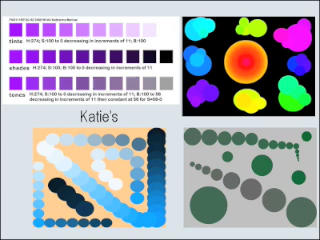 tints H:274; S:100 to 0 decreasing in increments of 11; B:100
shades H:274; S:100; B: 100 to 0 decreasing in increments of 11
tones H:274; S:100 to 0 decreasing in increments of 11; B:100 to 56
decreasing in increments of 11 then constant at 56 for S=56-0
Katie's